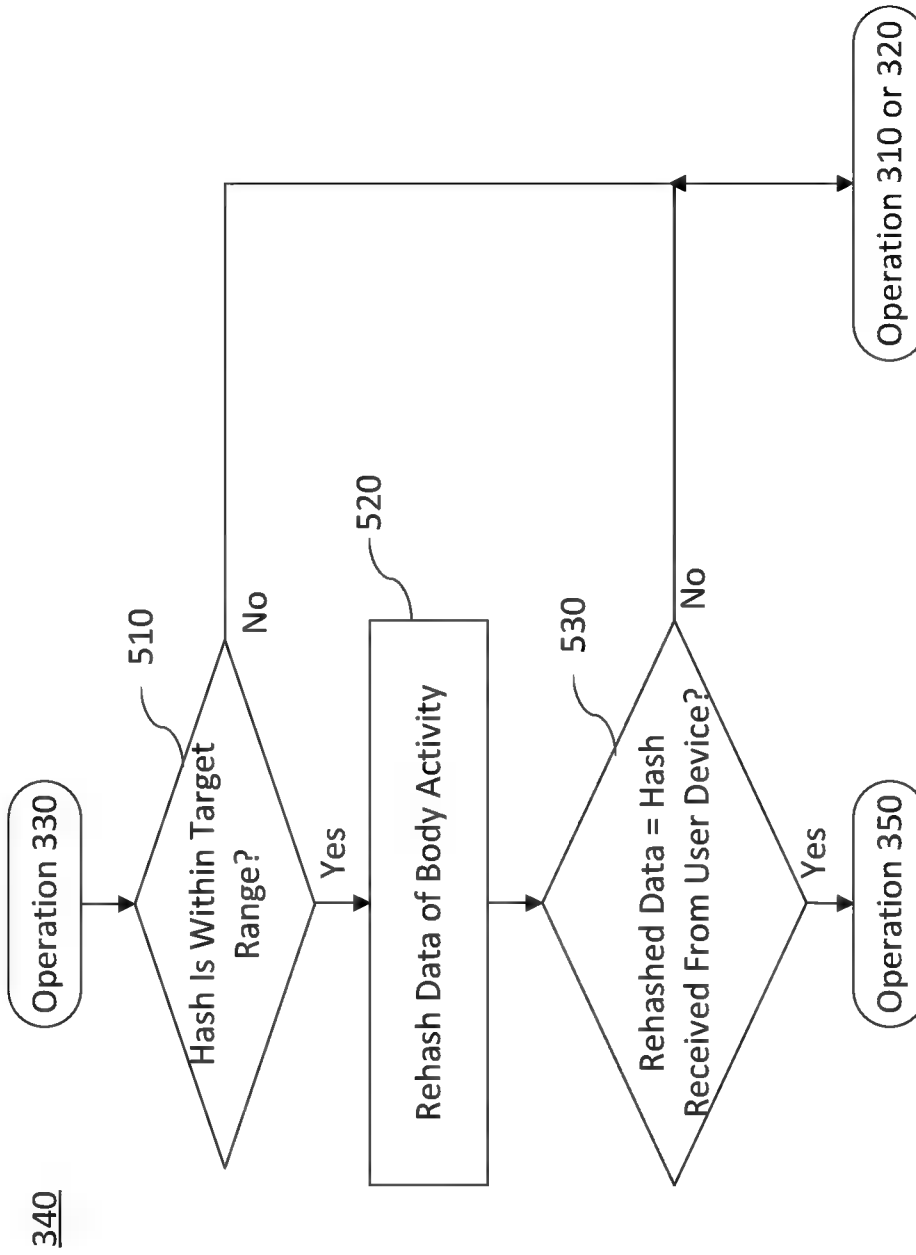 340
Operation 330
510
Hash Is Within Target
Range?
No
Yes
520
Rehash Data of Body Activity
530
Rehashed Data = Hash
Received From User Device?
No
Yes
Operation 350
Operation 310 or 320